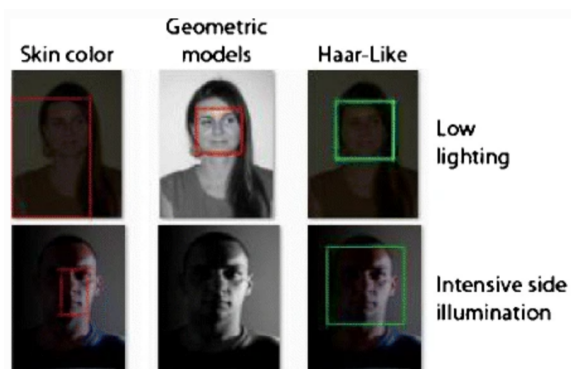 Skin color
Geometric
models
Haar-Like
Low
lighting
Intensive side
illumination